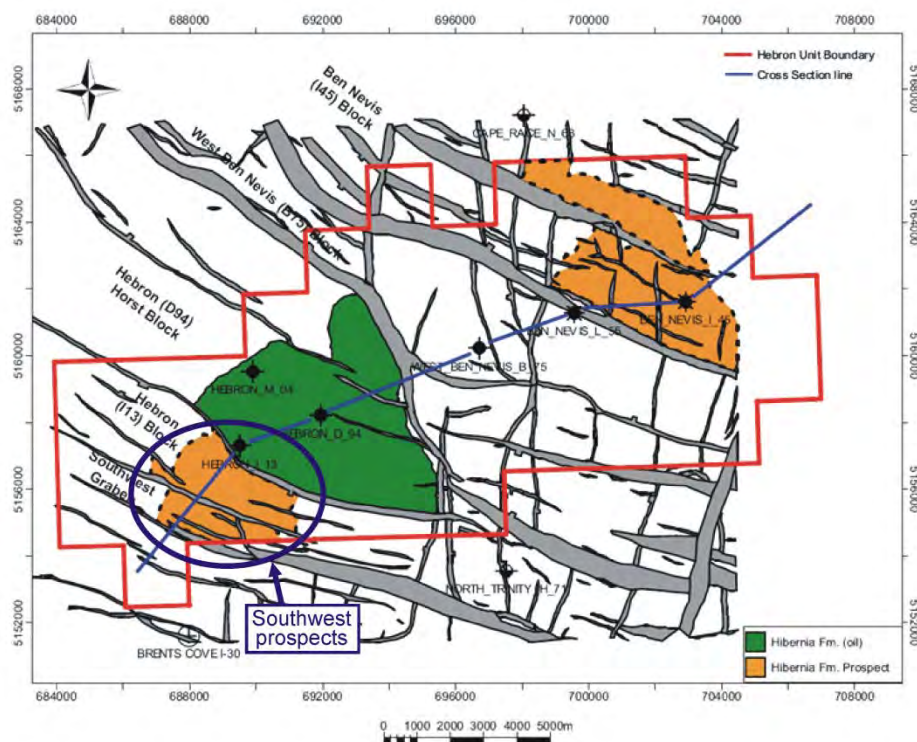 684000 688000 692000 696000 700000 704000 708000
Hebron Unit Boundary
Cross Section line
5168000
5168000
Ben Nevis
(I45) Block
CAPE_RACE_N_68
West Ben Nevis (B75) Block
5164000
5164000
Hebron (D94)
Horst Block
BEN_NEVIS_I_45
BEN_NEVIS_L_55
5160000
5160000
WEST_BEN_NEVIS_B_75
HEBRON_M_04
Hebron
(I13) Block
HEBRON_D_94
HEBRON_I_13
Southwest
Graben
5156000
5156000
NORTH_TRINITY_H_71
Southwest
prospects
5152000
5152000
BRENTS COVE I-30
Hibernia Fm. (oil)
Hibernia Fm. Prospect
684000 688000 692000 696000 700000 704000 708000
0 1000 2000 3000 4000 5000m